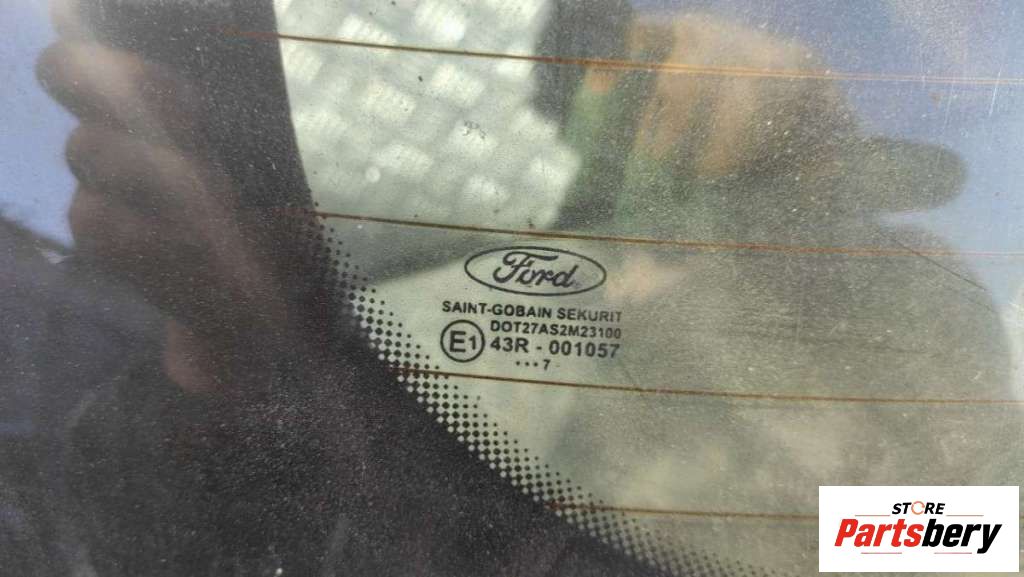 Ford
SAINT-GOBAIN SEKURIT
DOT27AS2M23100
E1 43R - 001057
•••7
STORE
Partsbery